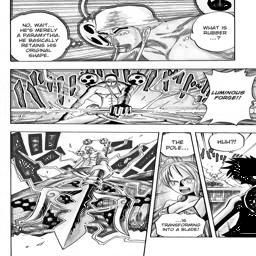 NO, WAIT...
HE'S MERELY
A PARAMYTHA.
HE BASICALLY
RETAINS HIS
ORIGINAL
SHAPE.
WHAT IS
RUBBER
...?
LUMINOUS
FORGE!!
THE
POLE...
HUH?!
...IS
TRANSFORMING
INTO A BLADE!